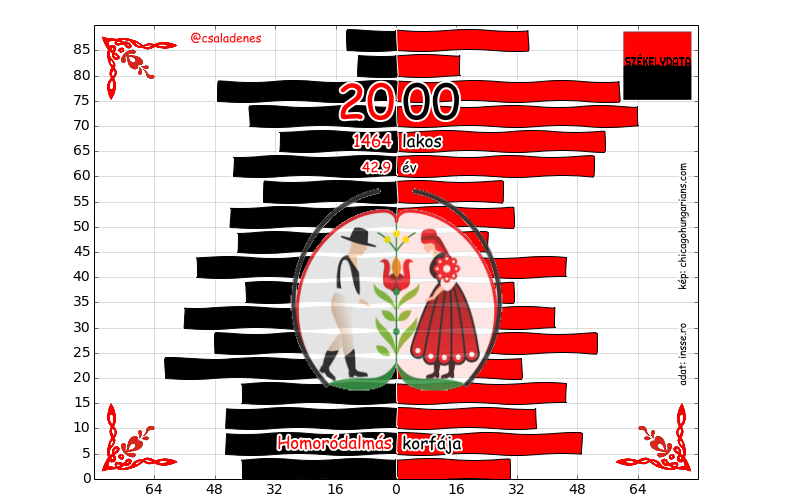 @csaladenes
SZÉKELYDATA
2000
1464 lakos
42.9 év
Homoródalmás korfája
kép: chicagohungarians.com
adat: insse.ro
85
80
75
70
65
60
55
50
45
40
35
30
25
20
15
10
5
0
64 48 32 16 0 16 32 48 64